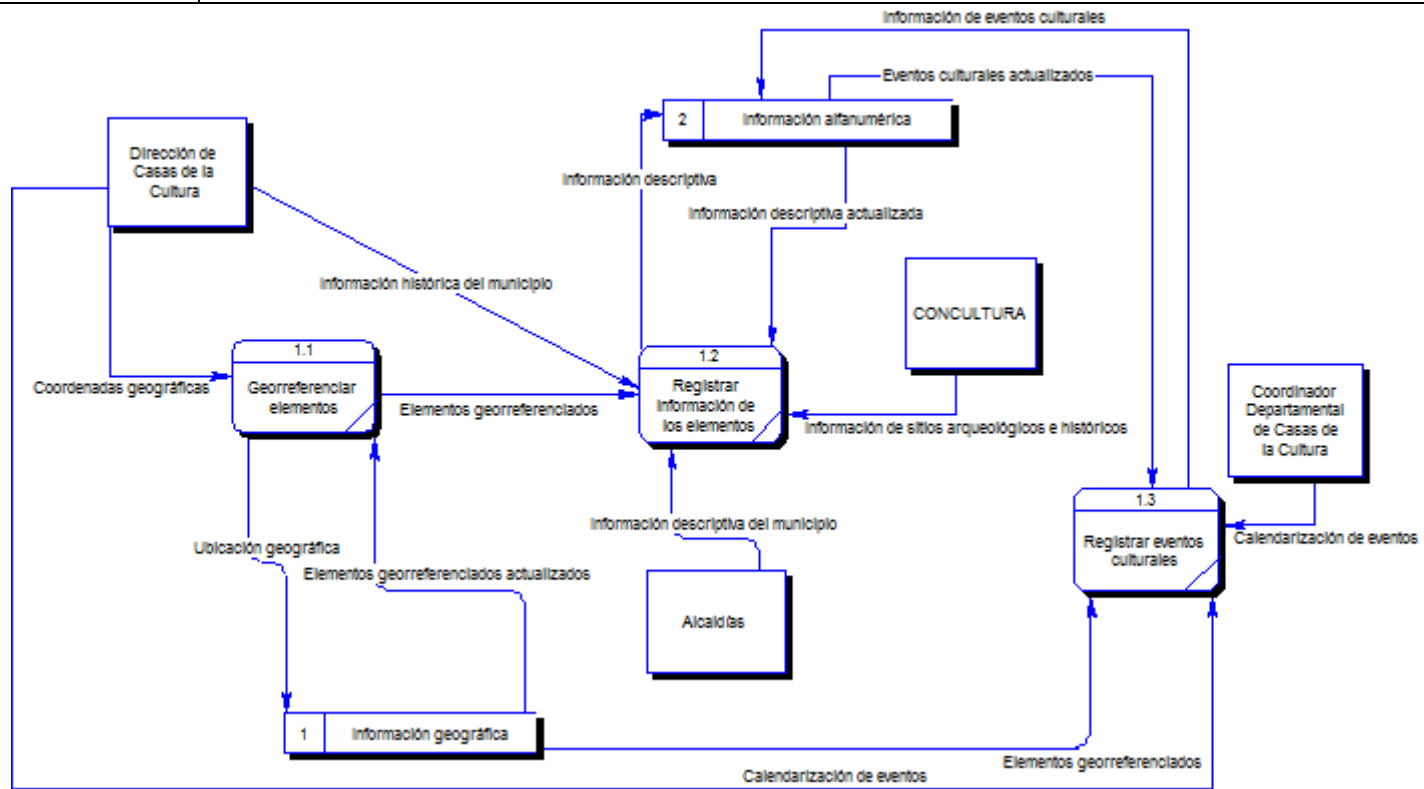 Información de eventos culturales
Eventos culturales actualizados
2
Información alfanumérica
Dirección de
Casas de la
Cultura
Información descriptiva
Información descriptiva actualizada
Información histórica del municipio
CONCULTURA
1.1
Georreferenciar
elementos
1.2
Registrar
Información de
los elementos
Coordenadas geográficas
Elementos georreferenciados
Información de sitios arqueológicos e históricos
Coordinador
Departamental
de Casas de
la Cultura
1.3
Registrar eventos
culturales
Información descriptiva del municipio
Calendarización de eventos
Ubicación geográfica
Elementos georreferenciados actualizados
Alcaldías
1
Información geográfica
Elementos georreferenciados
Calendarización de eventos